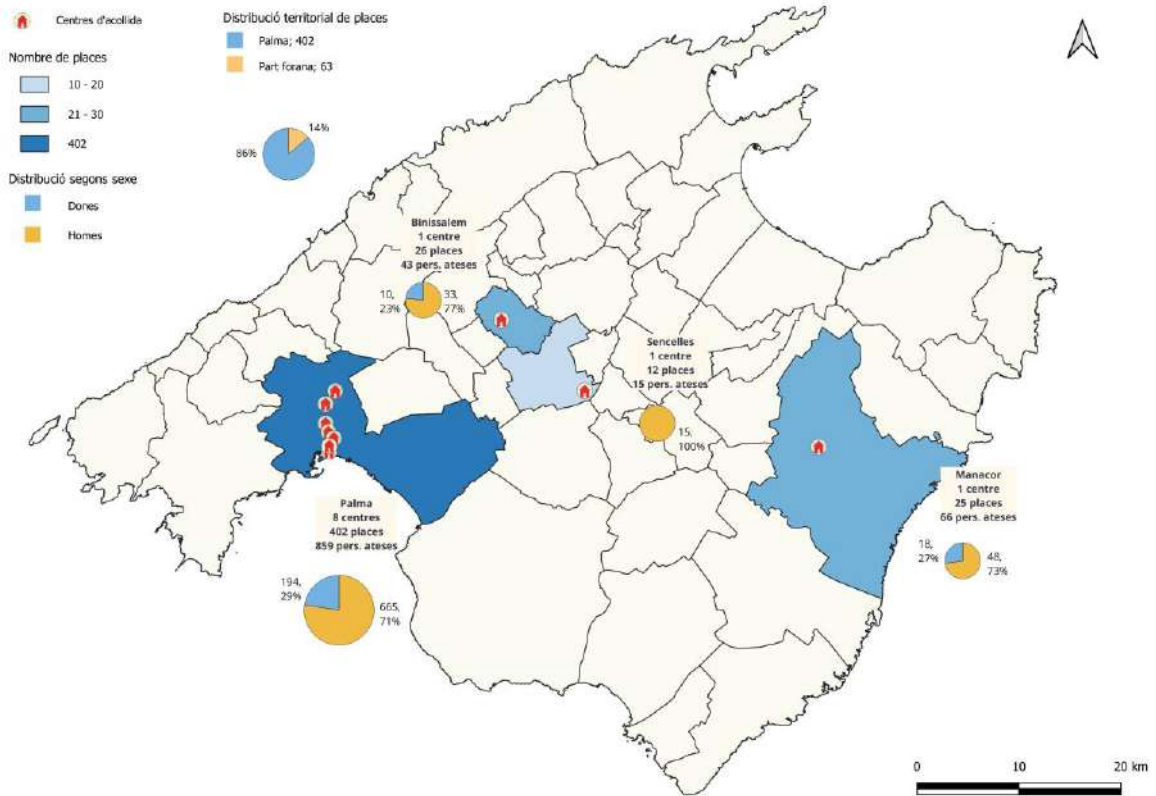 Centres d'acollida
Nombre de places
10 - 20
21 - 30
402
Distribució segons sexe
Dones
Homes
Distribució territorial de places
Palma; 402
Part forana; 63
14%
86%
Binissalem
1 centre
26 places
43 pers. ateses
10,
23%
33,
77%
Sencelles
1 centre
12 places
15 pers. ateses
15,
100%
Manacor
1 centre
25 places
66 pers. ateses
18,
27%
48,
73%
Palma
8 centres
402 places
859 pers. ateses
194,
29%
665,
71%
0 10 20 km